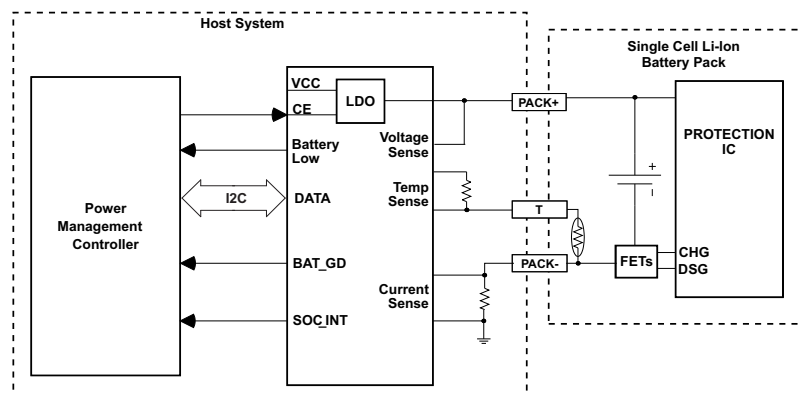 Host System
Single Cell Li-Ion
Battery Pack
Power
Management
Controller
I2C
VCC
CE
LDO
Battery
Low
DATA
BAT_GD
SOC_INT
Voltage
Sense
Temp
Sense
Current
Sense
PACK+
T
PACK-
+
FETs
CHG
DSG
PROTECTION
IC